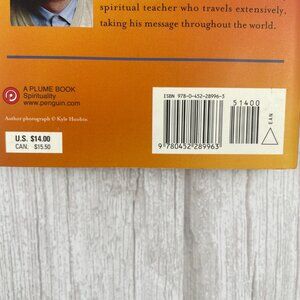 spiritual teacher who travels extensively,
taking his message throughout the world.
A PLUME BOOK
Spirituality
www.penguin.com
Author photograph © Kyle Hoobin
U.S. $14.00
CAN. $15.50
ISBN 978-0-452-28996-3
51400
EAN
9 780452 289963